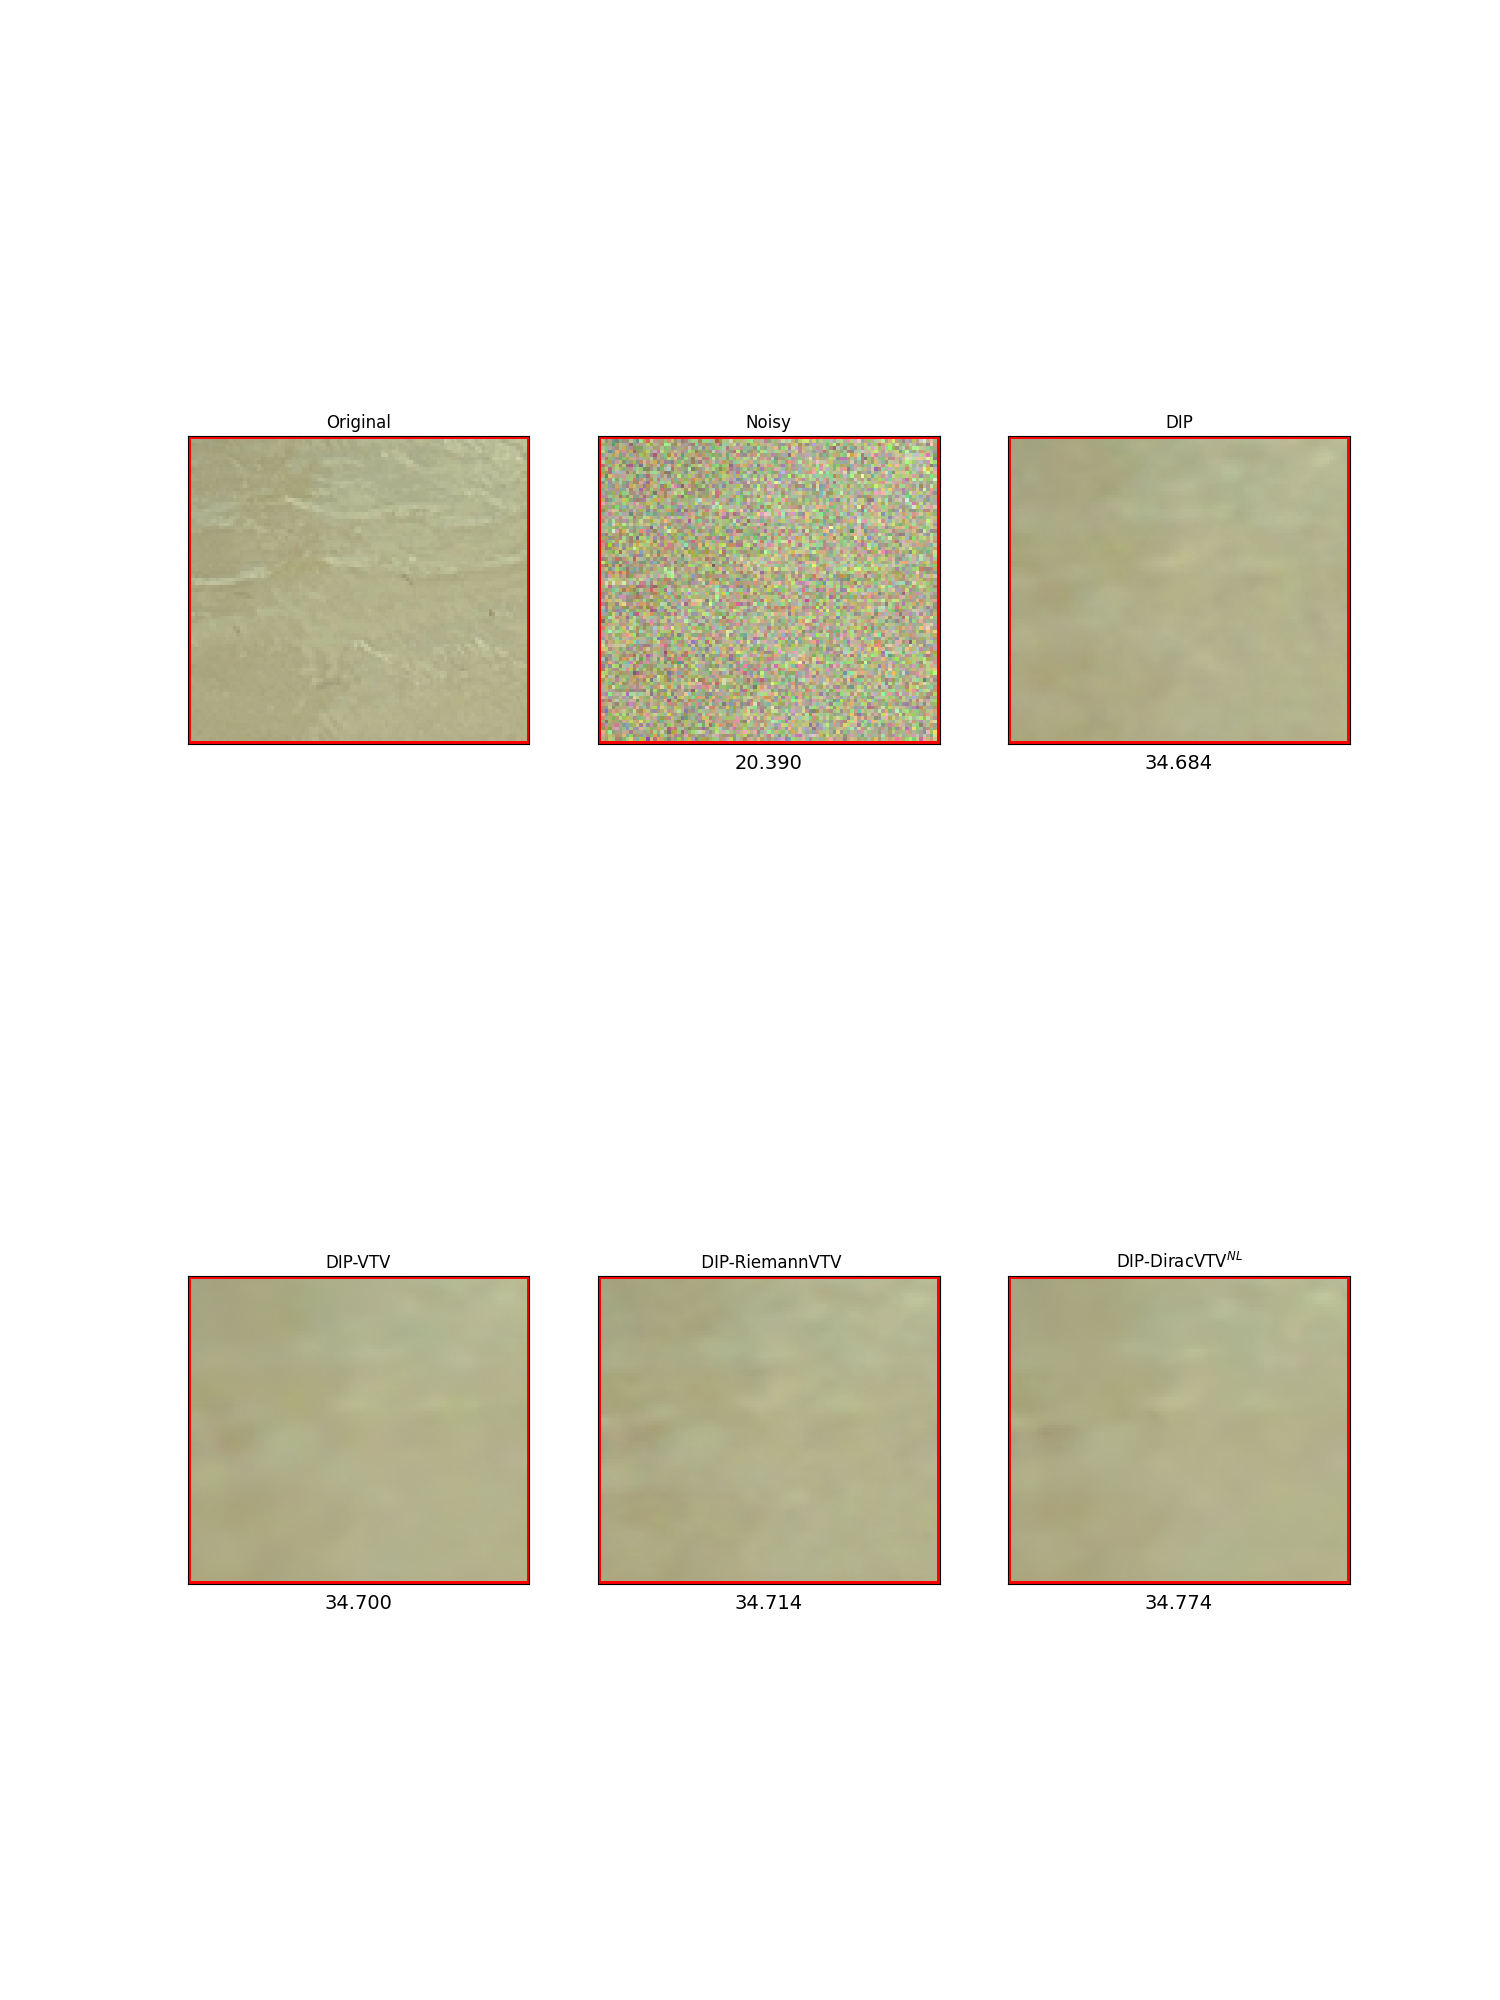 Original
Noisy
DIP
20.390
34.684
DIP-VTV
DIP-RiemannVTV
DIP-DiracVTV^{NL}
34.700
34.714
34.774